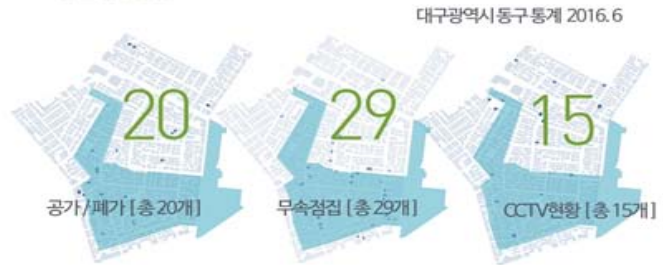 대구광역시 동구 통계 2016.6
20
29
15
공가/폐가 [총 20개]
무속점집 [총 29개]
CCTV현황 [총 15개]